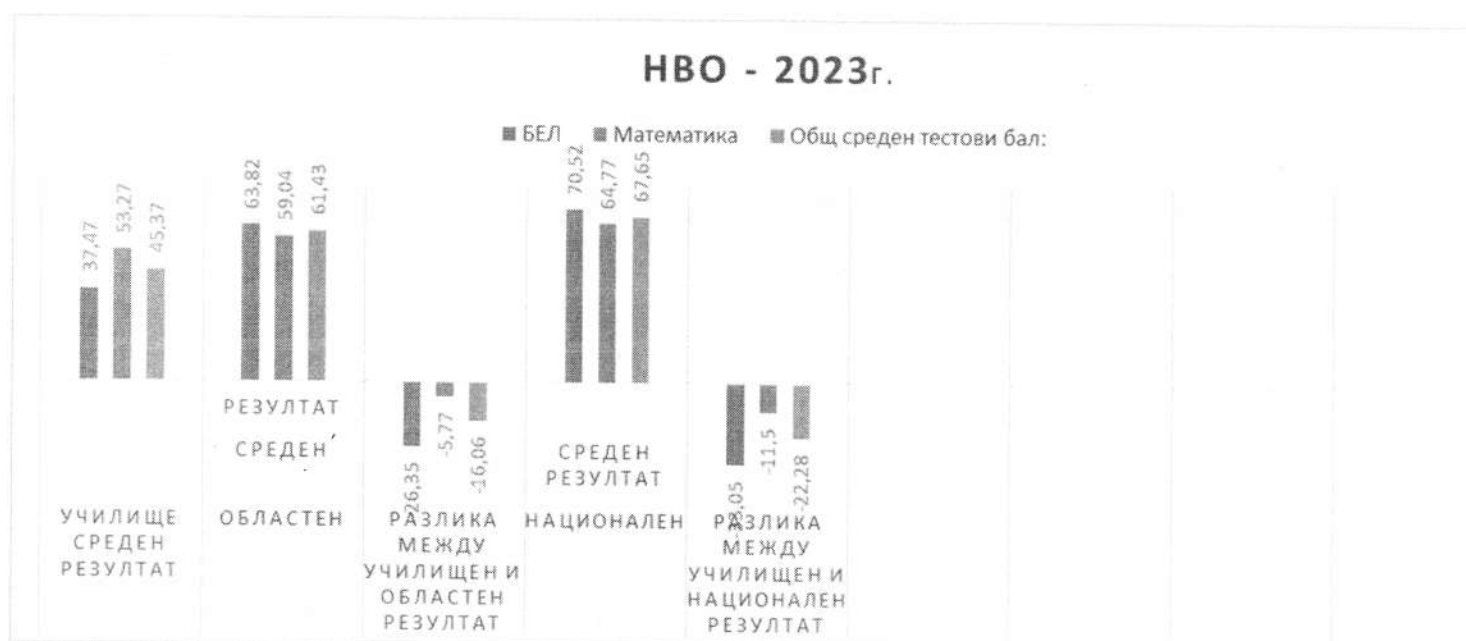 НВО - 2023г.
БЕЛ Математика Общ среден тестови бал:
37,47
53,27
45,37
63,82
59,04
61,43
-26,35
-5,77
-16,06
70,52
64,77
67,65
-11,5
-22,28
УЧИЛИЩЕ
СРЕДЕН
РЕЗУЛТАТ
РЕЗУЛТАТ
СРЕДЕН
ОБЛАСТЕН
РАЗЛИКА
МЕЖДУ
УЧИЛИЩЕН И
ОБЛАСТЕН
РЕЗУЛТАТ
СРЕДЕН
РЕЗУЛТАТ
НАЦИОНАЛЕН
РАЗЛИКА
МЕЖДУ
УЧИЛИЩЕН И
НАЦИОНАЛЕН
РЕЗУЛТАТ